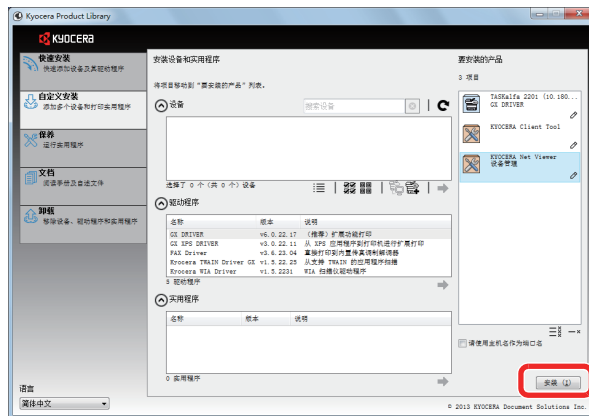 Kyocera Product Library
KYOCERA
快速安装
快速添加设备及其驱动程序
自定义安装
添加多个设备和打印实用程序
保养
运行实用程序
文档
阅读手册及自述文件
卸载
移除设备、驱动程序和实用程序
语言
简体中文
安装设备和实用程序
将项目移动到“要安装的产品”列表。
设备
搜索设备
选择了 0 个（共 0 个）设备
驱动程序
名称 版本 说明
GX DRIVER v6.0.22.17 （推荐）扩展功能打印
GX XPS DRIVER v3.0.22.11 从 XPS 应用程序到打印机进行扩展打印
FAX Driver v3.6.23.04 直接打印到内置传真调制解调器
Kyocera TWAIN Driver GX v1.5.22.25 从支持 TWAIN 的应用程序扫描
Kyocera WIA Driver v1.5.2231 WIA 扫描仪驱动程序
5 驱动程序
实用程序
名称 版本 说明
0 实用程序
要安装的产品
3 项目
TASKalfa 2201 (10.180...
GX DRIVER
KYOCERA Client Tool
KYOCERA Net Viewer
设备管理
请使用主机名作为端口名
安装 (I)
© 2013 KYOCERA Document Solutions Inc.